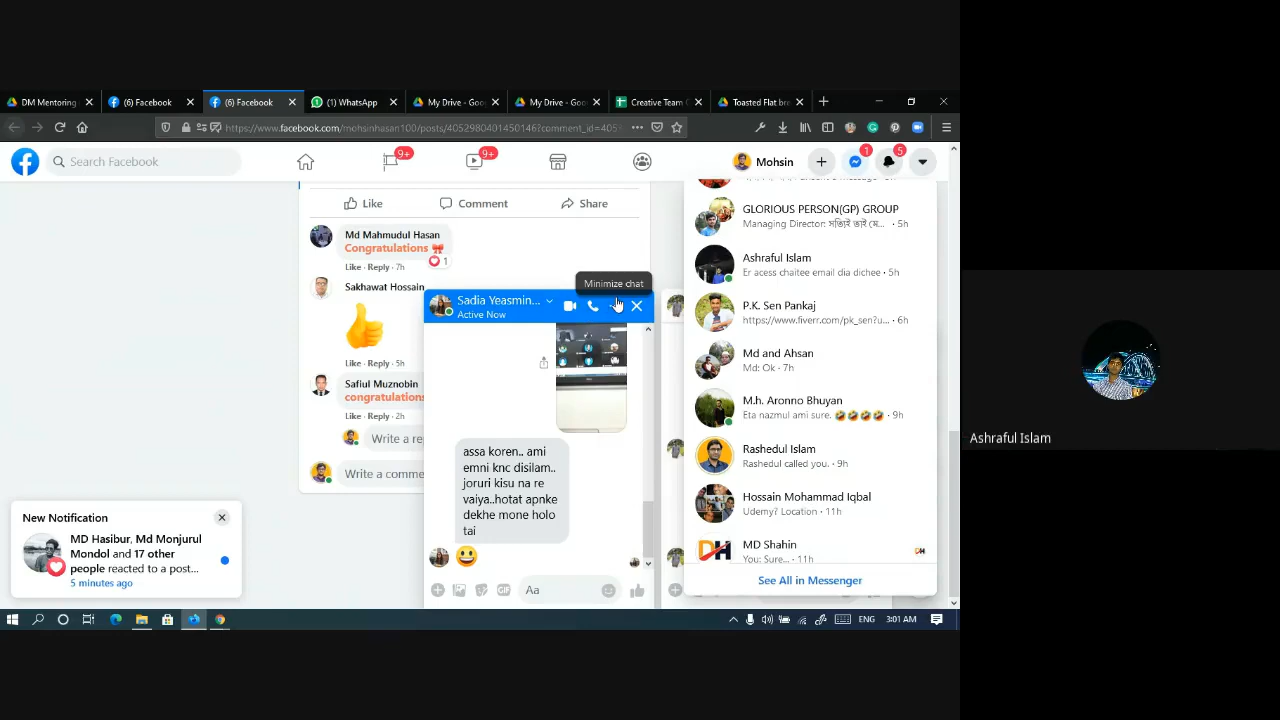 DM Mentoring
(6) Facebook
(6) Facebook
(1) WhatsApp
My Drive - Goo
My Drive - Goo
Creative Team
Toasted Flat bre
https://www.facebook.com/mohsinhasan100/posts/4052980401450146?comment_id=405
Search Facebook
9+
9+
Mohsin
1
5
Like
Comment
Share
Md Mahmudul Hasan
Congratulations
1
Like · Reply · 7h
Sakhawat Hossain
Like · Reply · 5h
Safiul Muznobin
congratulations
Like · Reply · 2h
Write a re
Write a comme
Minimize chat
Sadia Yeasmin...
Active Now
assa koren.. ami
emni knc disilam..
joruri kisu na re
vaiya..hotat apnke
dekhe mone holo
tai
GIF
Aa
GLORIOUS PERSON(GP) GROUP
Managing Director: সত্যিই ভাই মে... · 5h
Ashraful Islam
Er acess chaitee email dia dichee · 5h
P.K. Sen Pankaj
https://www.fiverr.com/pk_sen?u... · 6h
Md and Ahsan
Md: Ok · 7h
M.h. Aronno Bhuyan
Eta nazmul ami sure. 🤣🤣🤣🤣 · 9h
Rashedul Islam
Rashedul called you. · 9h
Hossain Mohammad Iqbal
Udemy? Location · 11h
DH
MD Shahin
You: Sure... · 11h
See All in Messenger
New Notification
MD Hasibur, Md Monjurul
Mondol and 17 other
people reacted to a post...
5 minutes ago
ENG
3:01 AM
Ashraful Islam